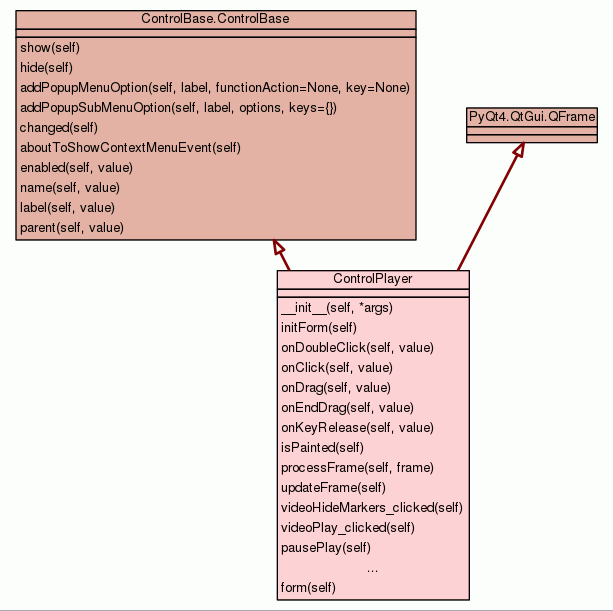 ControlBase.ControlBase
show(self)
hide(self)
addPopupMenuOption(self, label, functionAction=None, key=None)
addPopupSubMenuOption(self, label, options, keys={})
changed(self)
aboutToShowContextMenuEvent(self)
enabled(self, value)
name(self, value)
label(self, value)
parent(self, value)
PyQt4.QtGui.QFrame
ControlPlayer
__init__(self, *args)
initForm(self)
onDoubleClick(self, value)
onClick(self, value)
onDrag(self, value)
onEndDrag(self, value)
onKeyRelease(self, value)
isPainted(self)
processFrame(self, frame)
updateFrame(self)
videoHideMarkers_clicked(self)
videoPlay_clicked(self)
pausePlay(self)
...
form(self)